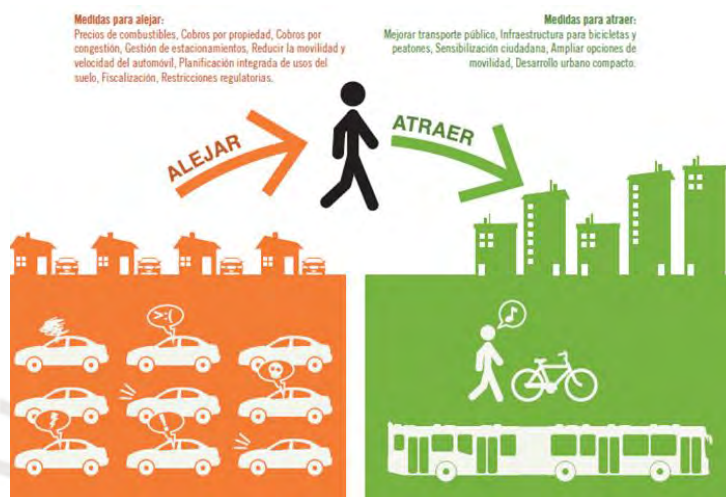 Medidas para alejar:
Precios de combustibles, Cobros por propiedad, Cobros por
congestión, Gestión de estacionamientos, Reducir la movilidad y
velocidad del automóvil, Planificación integrada de usos del
suelo, Fiscalización, Restricciones regulatorias.
Medidas para atraer:
Mejorar transporte público, Infraestructura para bicicletas y
peatones, Sensibilización ciudadana, Ampliar opciones de
movilidad, Desarrollo urbano compacto.
ALEJAR
ATRAER
>:(
!